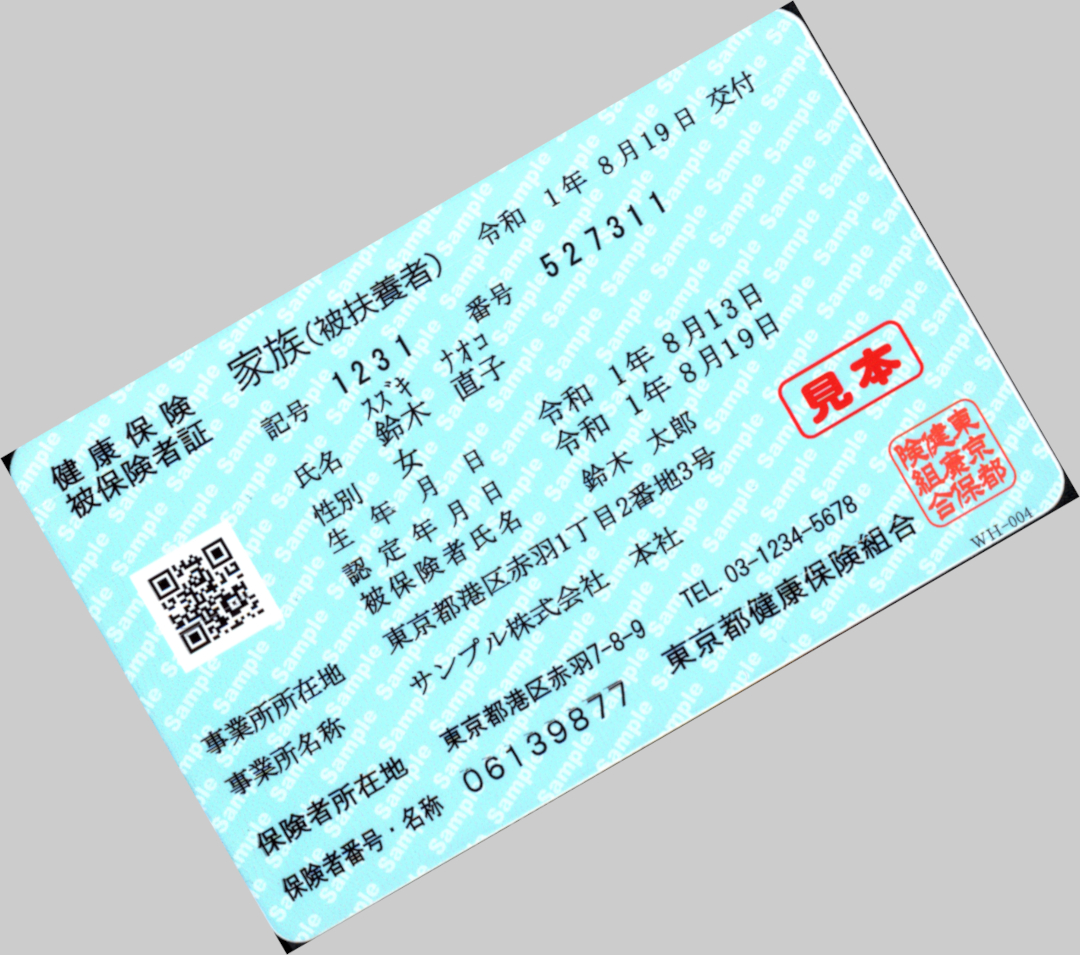 健康保険 家族(被扶養者) 令和 1年 8月19日 交付
被保険者証 記号 1231 番号 527311
ｽｽﾞｷ ﾅｵｺ
氏名 鈴木 直子
性別 女
生年月日 令和 1年 8月13日
認定年月日 令和 1年 8月19日
被保険者氏名 鈴木 太郎
事業所所在地 東京都港区赤羽1丁目2番地3号
事業所名称 サンプル株式会社 本社
保険者所在地 東京都港区赤羽7-8-9 TEL. 03-1234-5678
保険者番号・名称 06139877 東京都健康保険組合
見本
東京都
健康保
険組合
WH-004
Sample